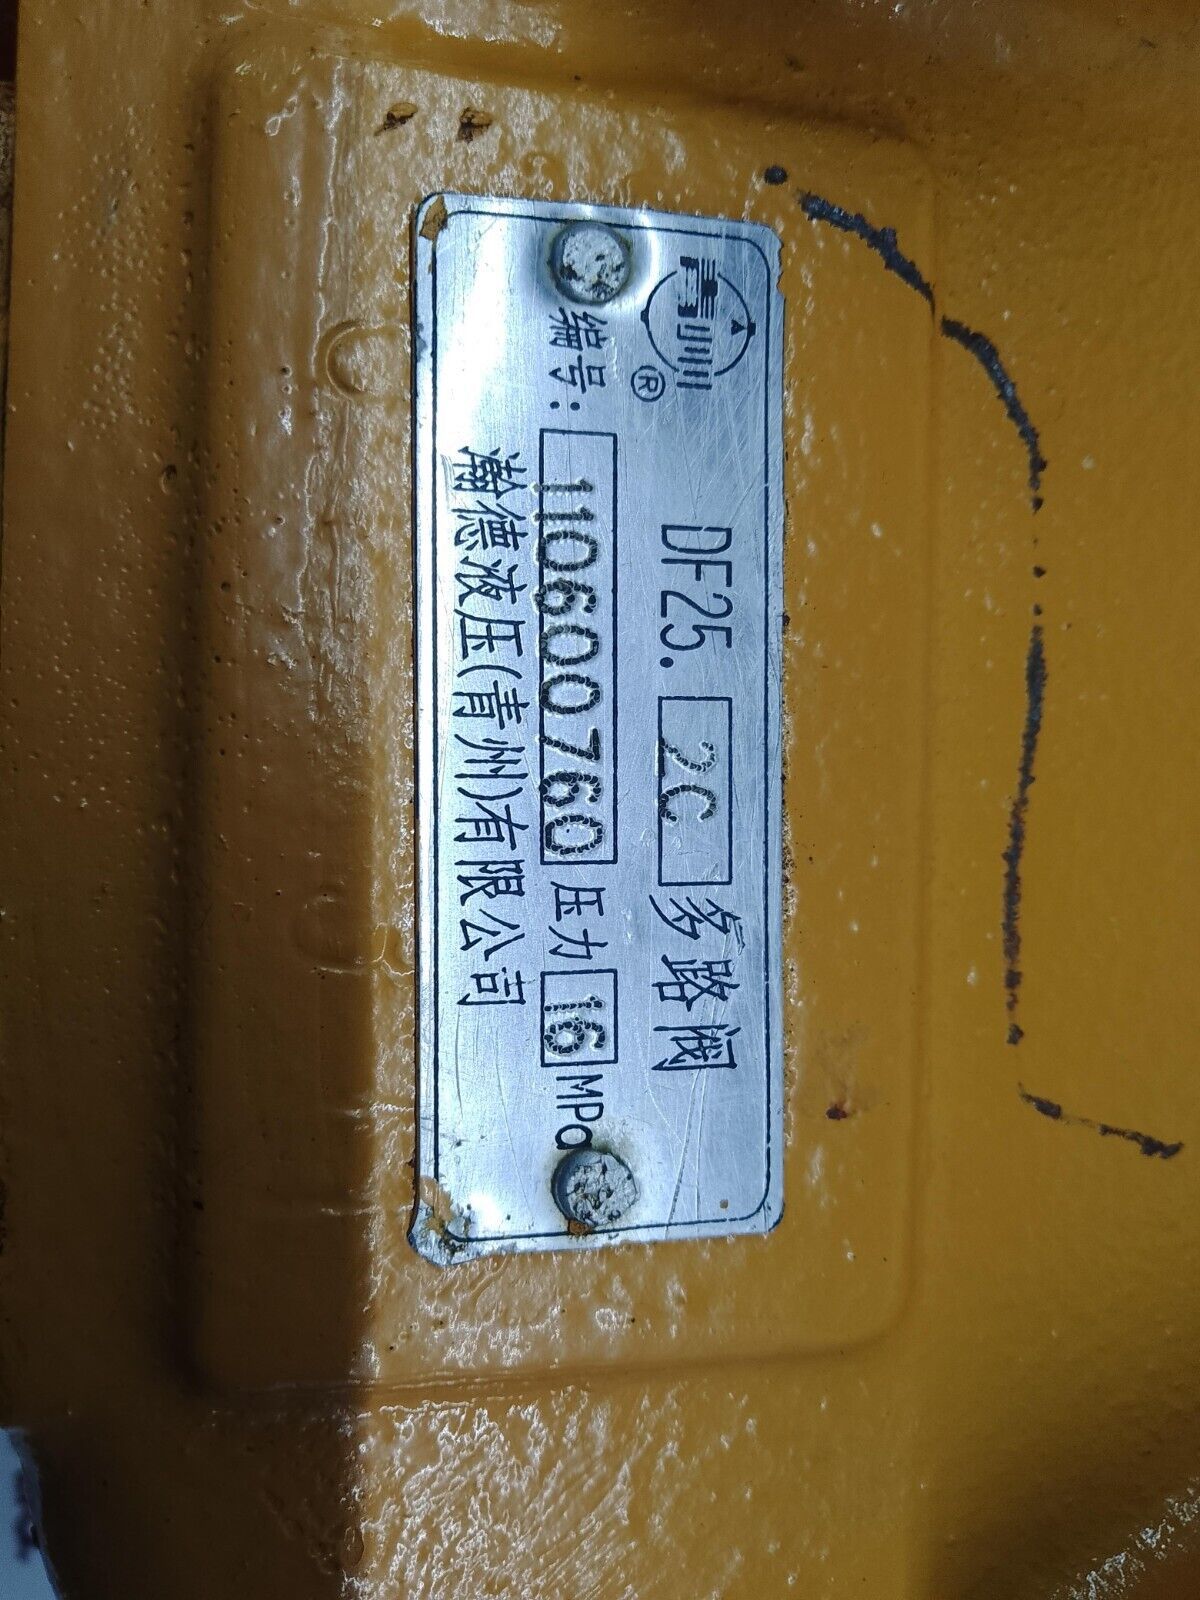 青州 ®
DF25. 2C 多路阀
编号: 110600760 压力 16 MPa
瀚德液压(青州)有限公司